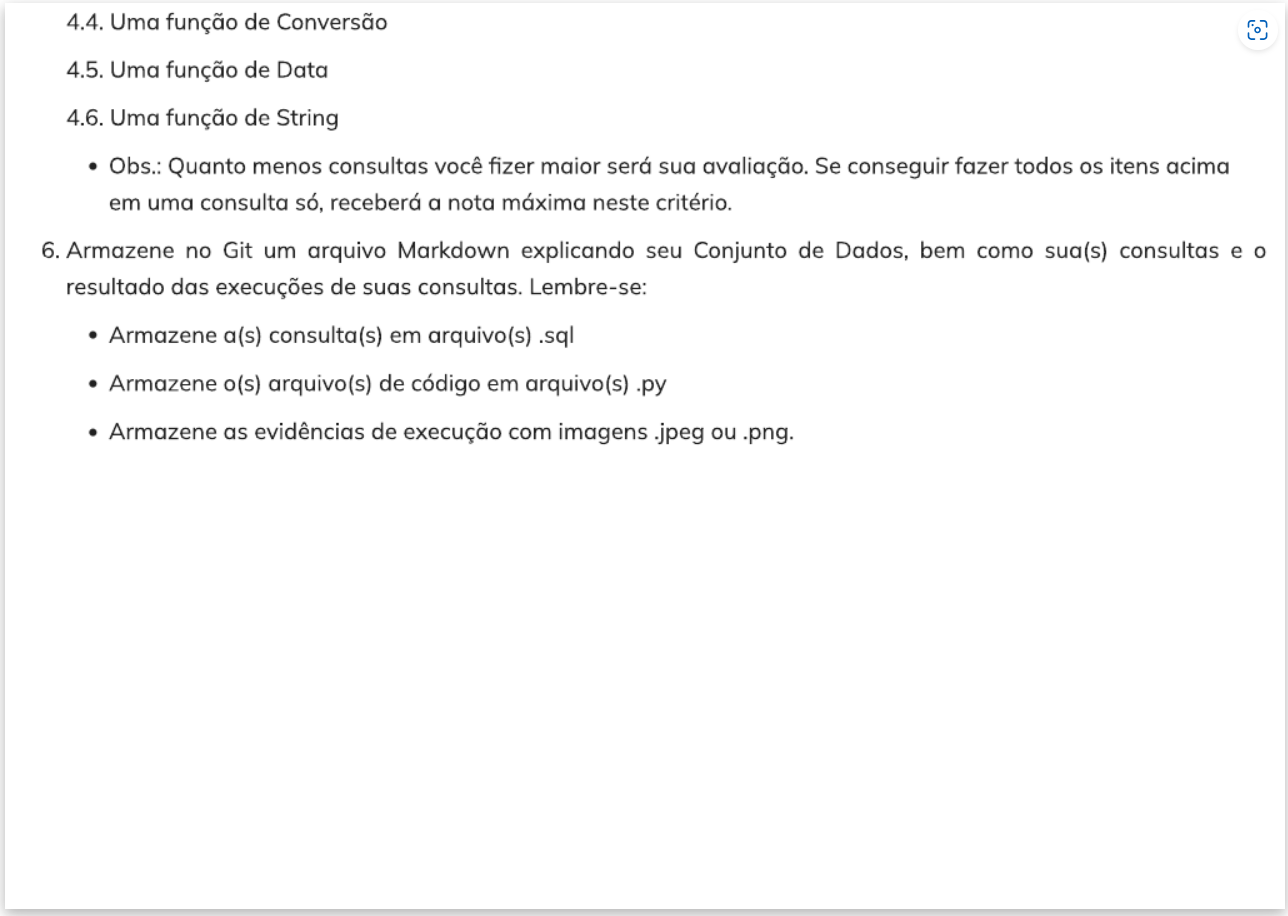 4.4. Uma função de Conversão
4.5. Uma função de Data
4.6. Uma função de String
• Obs.: Quanto menos consultas você fizer maior será sua avaliação. Se conseguir fazer todos os itens acima
em uma consulta só, receberá a nota máxima neste critério.
6. Armazene no Git um arquivo Markdown explicando seu Conjunto de Dados, bem como sua(s) consultas e o
resultado das execuções de suas consultas. Lembre-se:
• Armazene a(s) consulta(s) em arquivo(s) .sql
• Armazene o(s) arquivo(s) de código em arquivo(s) .py
• Armazene as evidências de execução com imagens .jpeg ou .png.